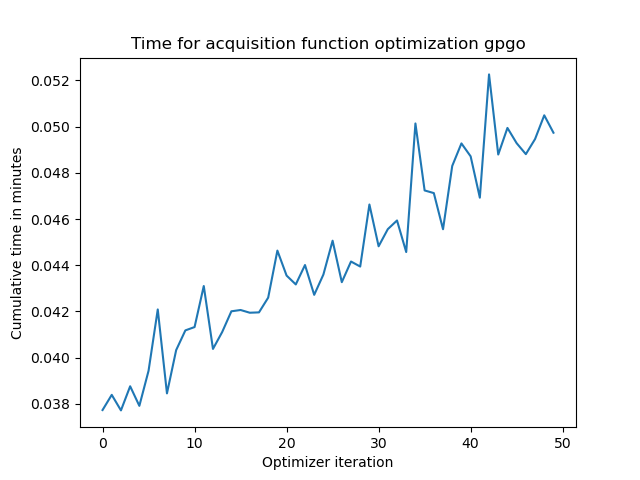 Time for acquisition function optimization gpgo
Cumulative time in minutes
0.052
0.050
0.048
0.046
0.044
0.042
0.040
0.038
0 10 20 30 40 50
Optimizer iteration